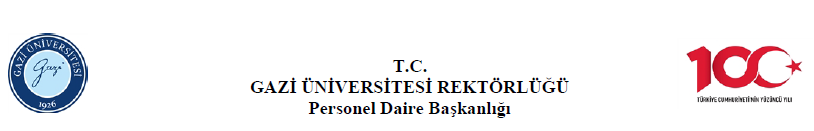 GAZİ ÜNİVERSİTESİ
gazi
1926
T.C.
GAZİ ÜNİVERSİTESİ REKTÖRLÜĞÜ
Personel Daire Başkanlığı
100
TÜRKİYE CUMHURİYETİ'NİN YÜZÜNCÜ YILI